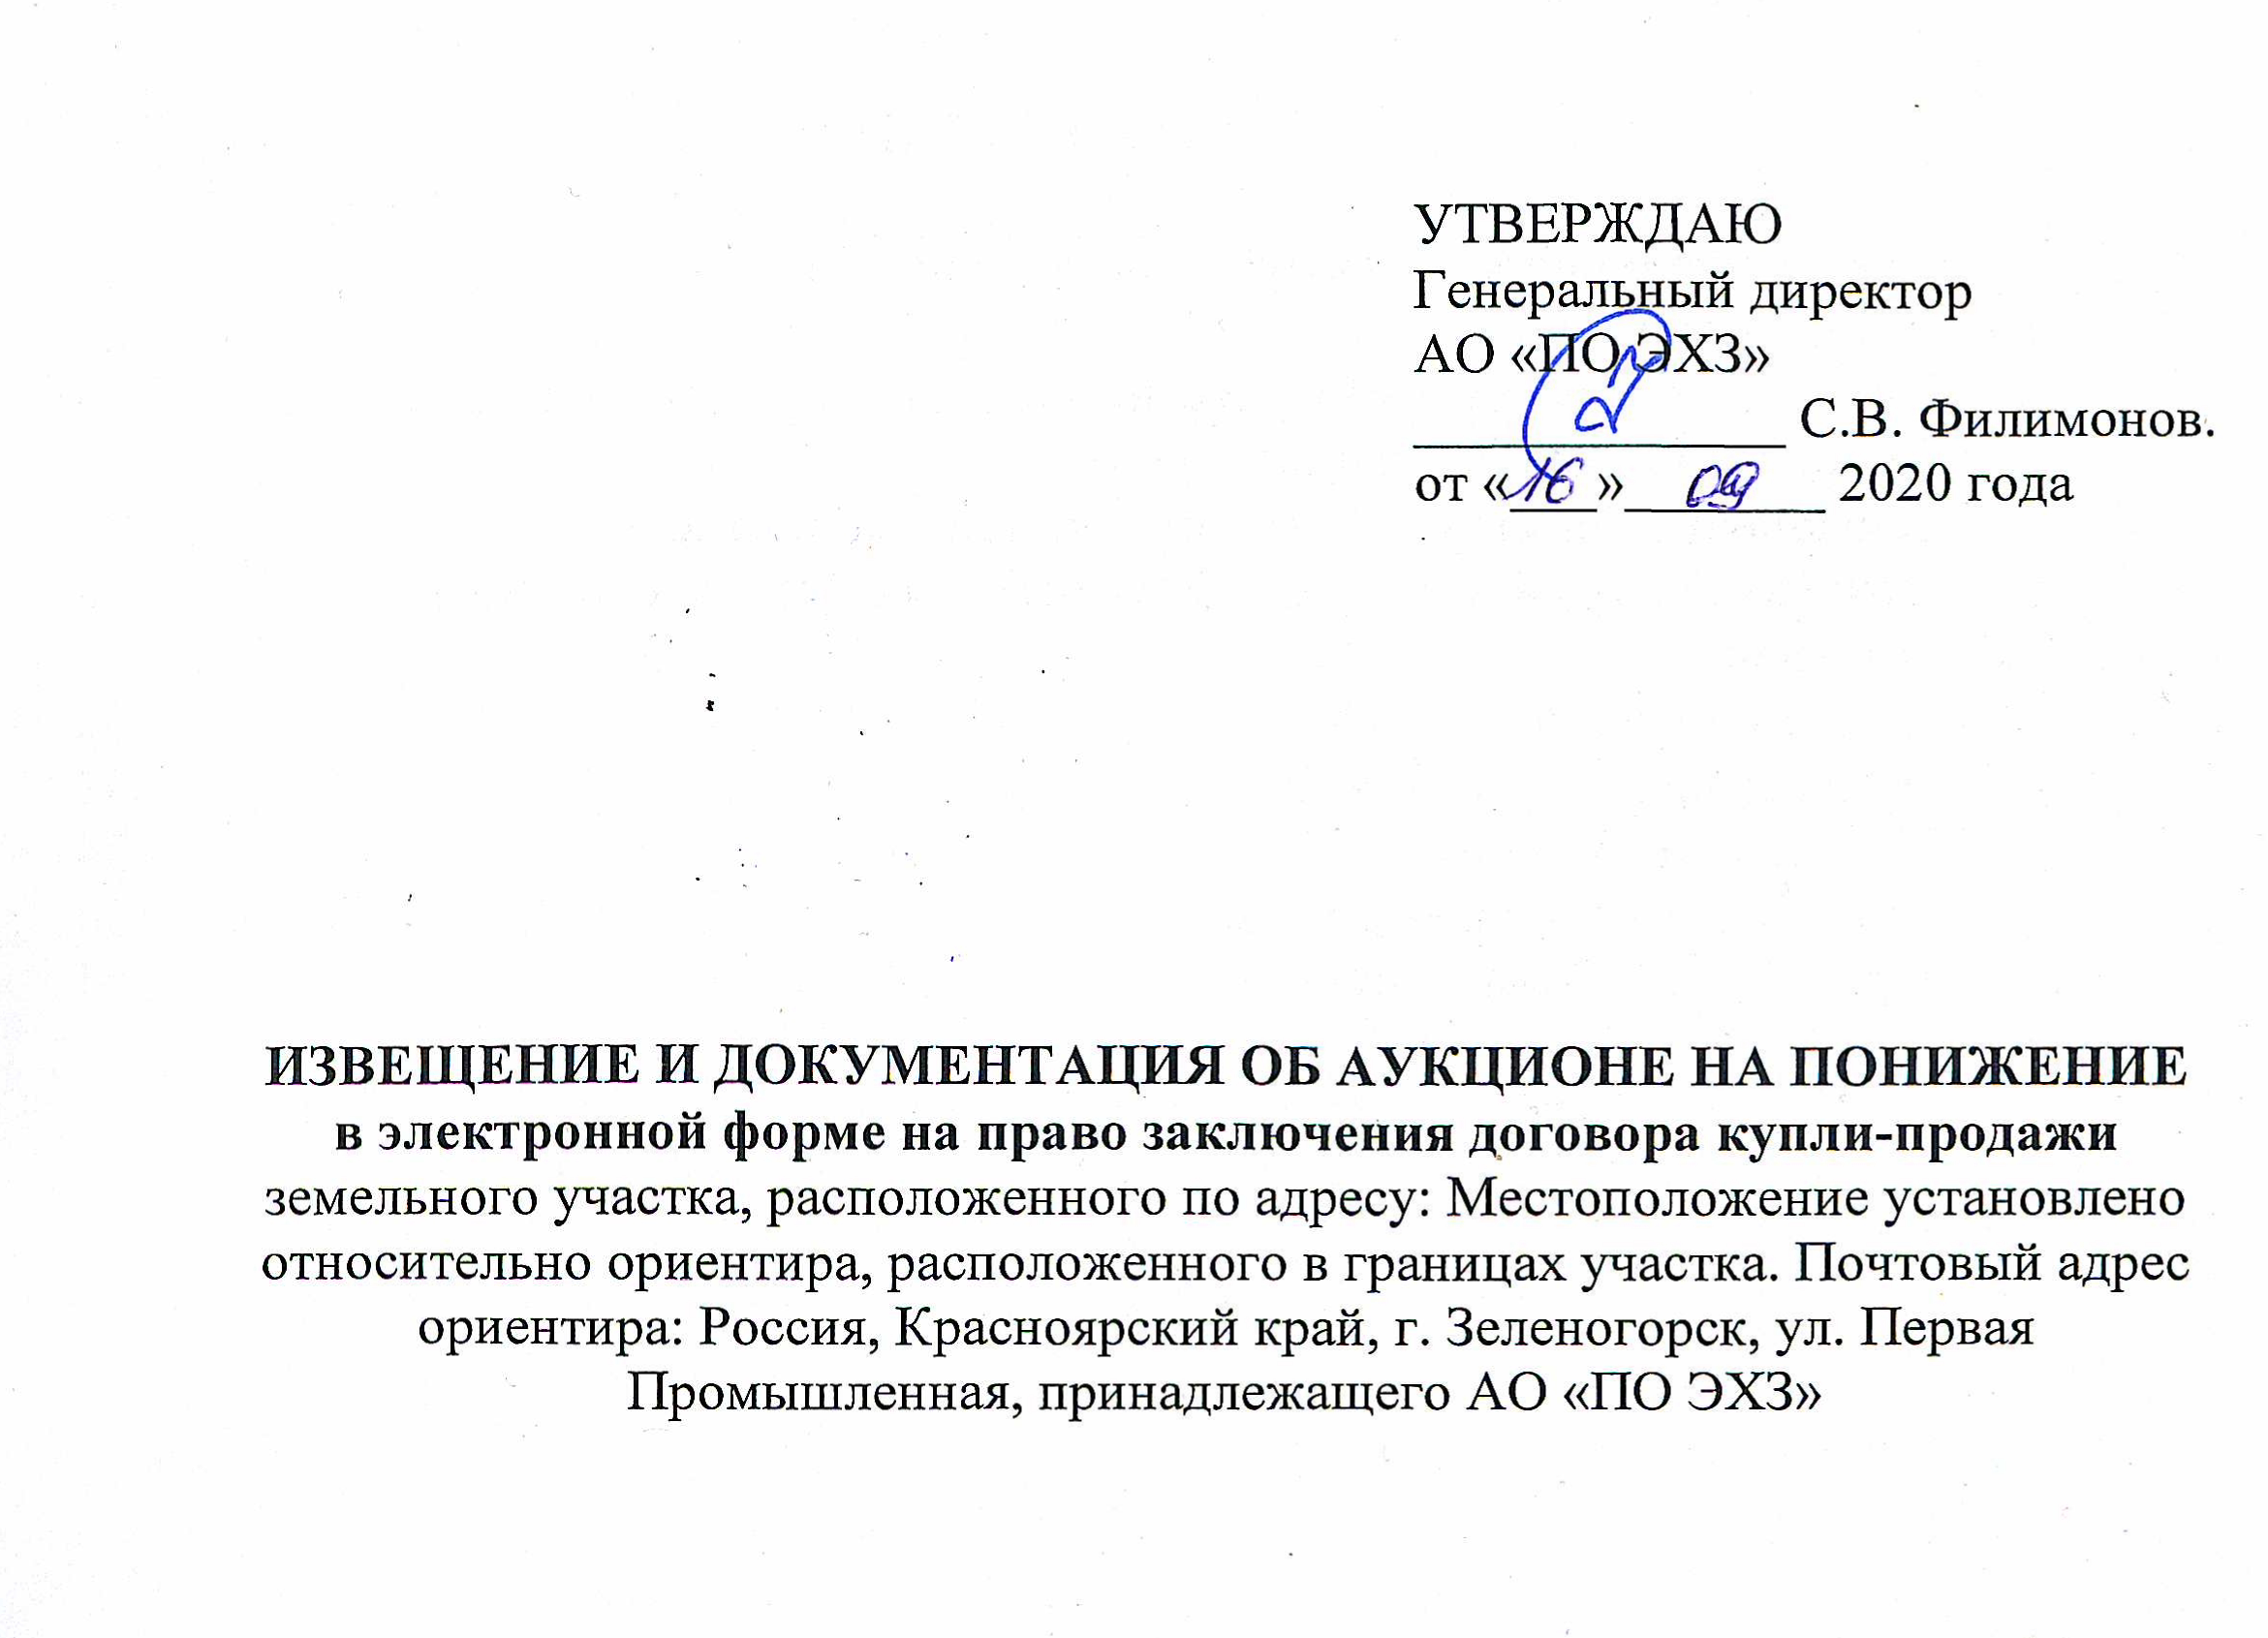 УТВЕРЖДАЮ
Генеральный директор
АО «ПО ЭХЗ»
__________ С.В. Филимонов.
от «16» 09 2020 года
ИЗВЕЩЕНИЕ И ДОКУМЕНТАЦИЯ ОБ АУКЦИОНЕ НА ПОНИЖЕНИЕ
в электронной форме на право заключения договора купли-продажи
земельного участка, расположенного по адресу: Местоположение установлено
относительно ориентира, расположенного в границах участка. Почтовый адрес
ориентира: Россия, Красноярский край, г. Зеленогорск, ул. Первая
Промышленная, принадлежащего АО «ПО ЭХЗ»